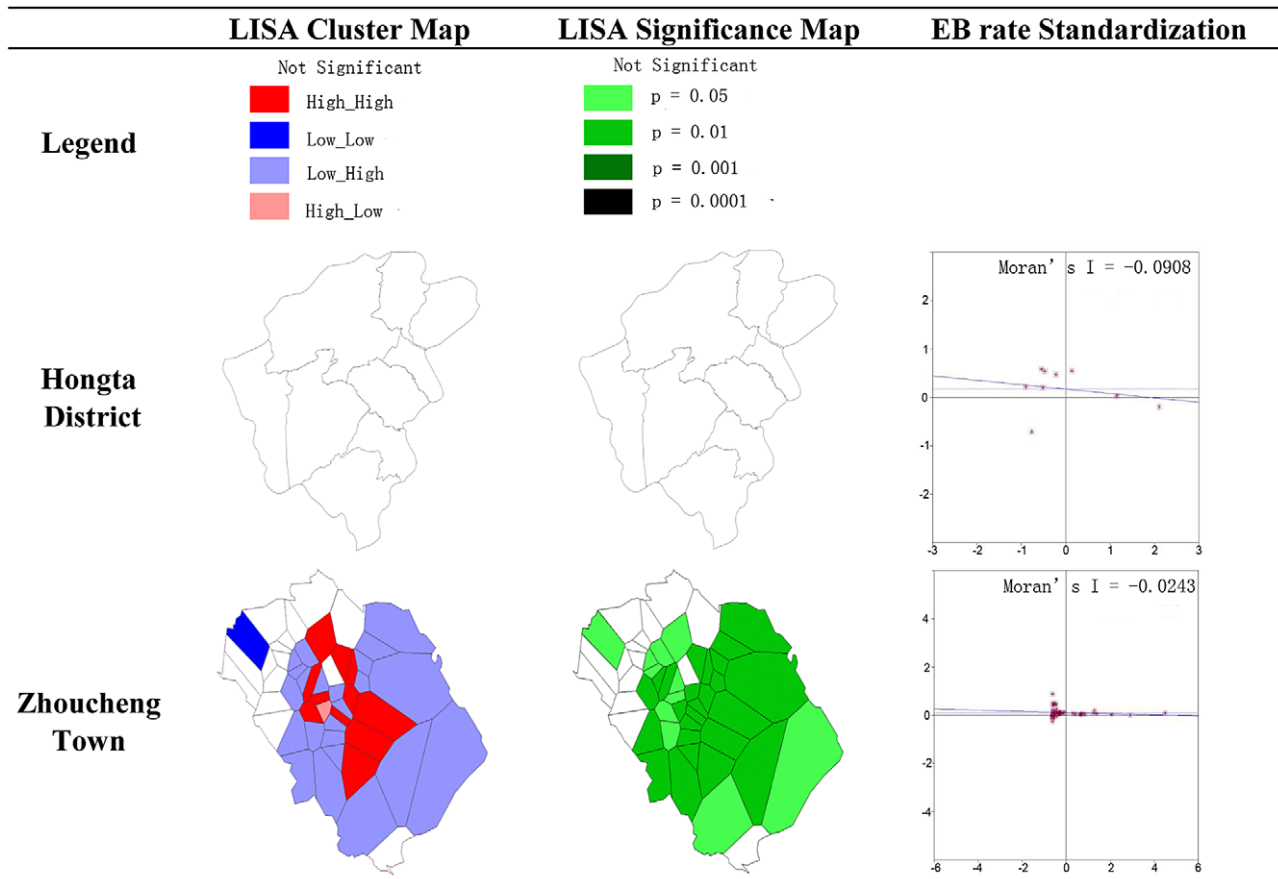 LISA Cluster Map LISA Significance Map EB rate Standardization
Legend
Not Significant
High_High
Low_Low
Low_High
High_Low
Not Significant
p = 0.05
p = 0.01
p = 0.001
p = 0.0001
Hongta
District
Moran' s I = -0.0908
2
1
0
-1
-2
-3 -2 -1 0 1 2 3
Zhoucheng
Town
Moran' s I = -0.0243
4
2
0
-2
-4
-6 -4 -2 0 2 4 6